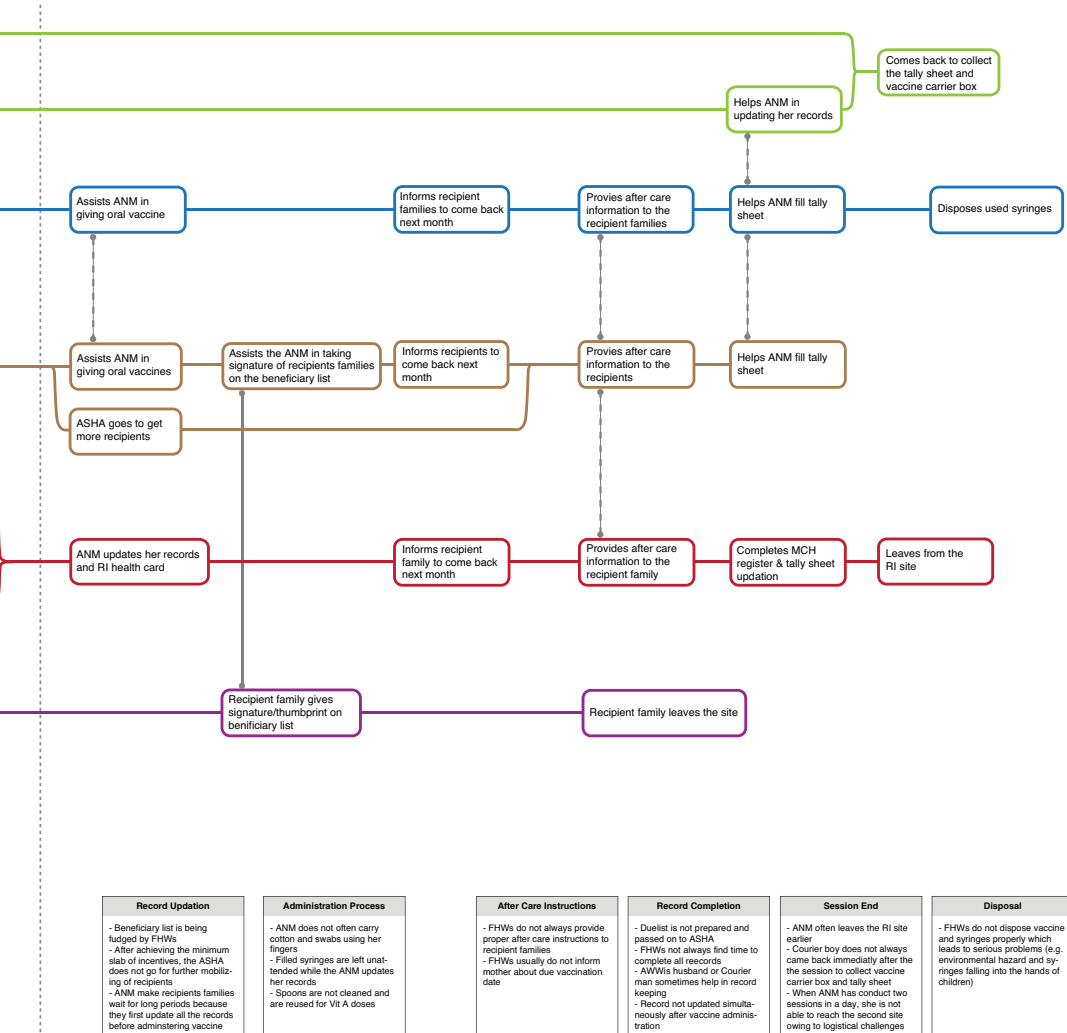 Comes back to collect
the tally sheet and
vaccine carrier box
Helps ANM in
updating her records
Assists ANM in
giving oral vaccine
Informs recipient
families to come back
next month
Provies after care
information to the
recipient families
Helps ANM fill tally
sheet
Disposes used syringes
Assists ANM in
giving oral vaccines
Assists the ANM in taking
signature of recipients families
on the beneficiary list
Informs recipients to
come back next
month
Provies after care
information to the
recipients
Helps ANM fill tally
sheet
ASHA goes to get
more recipients
ANM updates her records
and RI health card
Informs recipient
family to come back
next month
Provides after care
information to the
recipient family
Completes MCH
register & tally sheet
updation
Leaves from the
RI site
Recipient family gives
signature/thumbprint on
benificiary list
Recipient family leaves the site
Record Updation
- Beneficiary list is being
fudged by FHWs
- After achieving the minimum
slab of incentives, the ASHA
does not go for further mobiliz-
ing of recipients
- ANM make recipients families
wait for long periods because
they first update all the records
before adminstering vaccine
Administration Process
- ANM does not often carry
cotton and swabs using her
fingers
- Filled syringes are left unat-
tended while the ANM updates
her records
- Spoons are not cleaned and
are reused for Vit A doses
After Care Instructions
- FHWs do not always provide
proper after care instructions to
recipient families
- FHWs usually do not inform
mother about due vaccination
date
Record Completion
- Duelist is not prepared and
passed on to ASHA
- FHWs not always find time to
complete all reecords
- AWWis husband or Courier
man sometimes help in record
keeping
- Record not updated simulta-
neously after vaccine adminis-
tration
Session End
- ANM often leaves the RI site
earlier
- Courier boy does not always
came back immediatly after the
the session to collect vaccine
carrier box and tally sheet
- When ANM has conduct two
sessions in a day, she is not
able to reach the second site
owing to logistical challenges
Disposal
- FHWs do not dispose vaccine
and syringes properly which
leads to serious problems (e.g.
environmental hazard and sy-
ringes falling into the hands of
children)